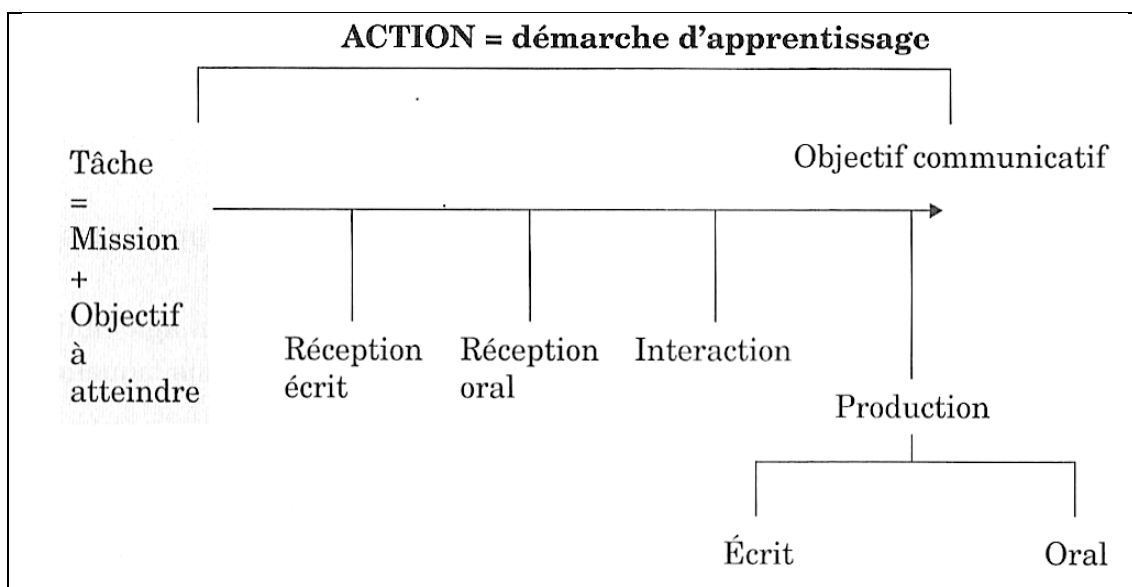 ACTION = démarche d'apprentissage
Tâche
=
Mission
+
Objectif
à
atteindre
Objectif communicatif
Réception
écrit
Réception
oral
Interaction
Production
Écrit
Oral